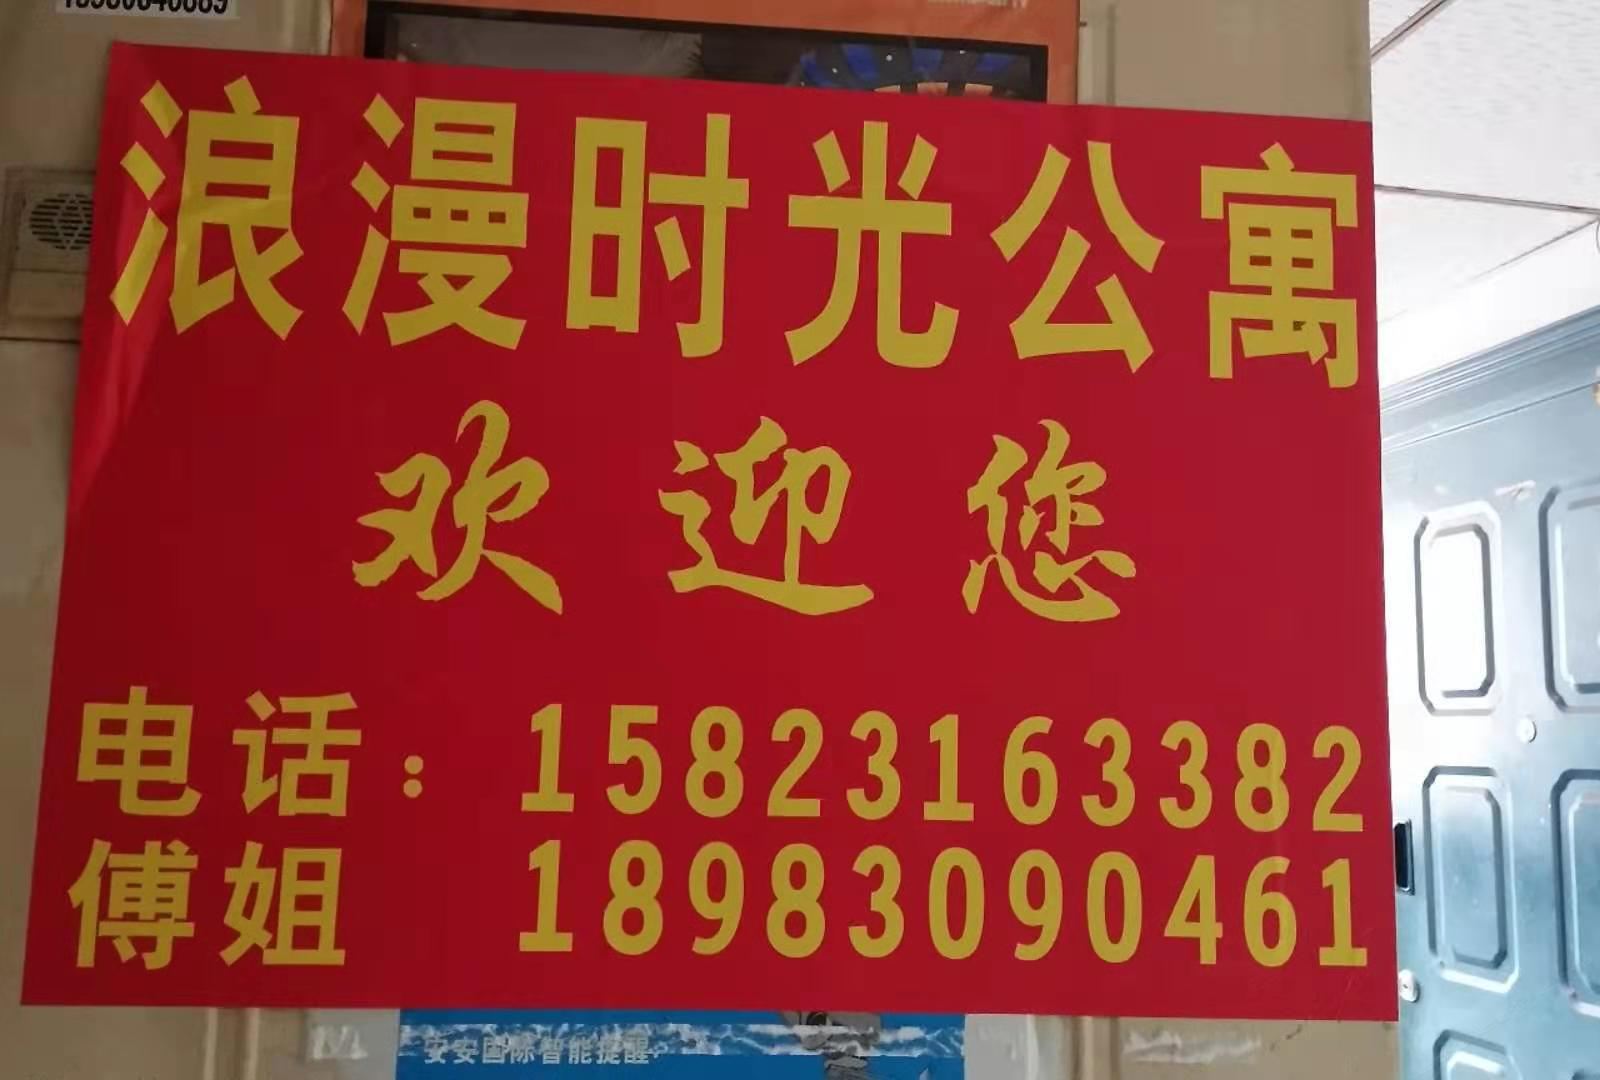 浪漫时光公寓
欢迎您
电话：15823163382
傅姐 18983090461
安安国际智能提醒：